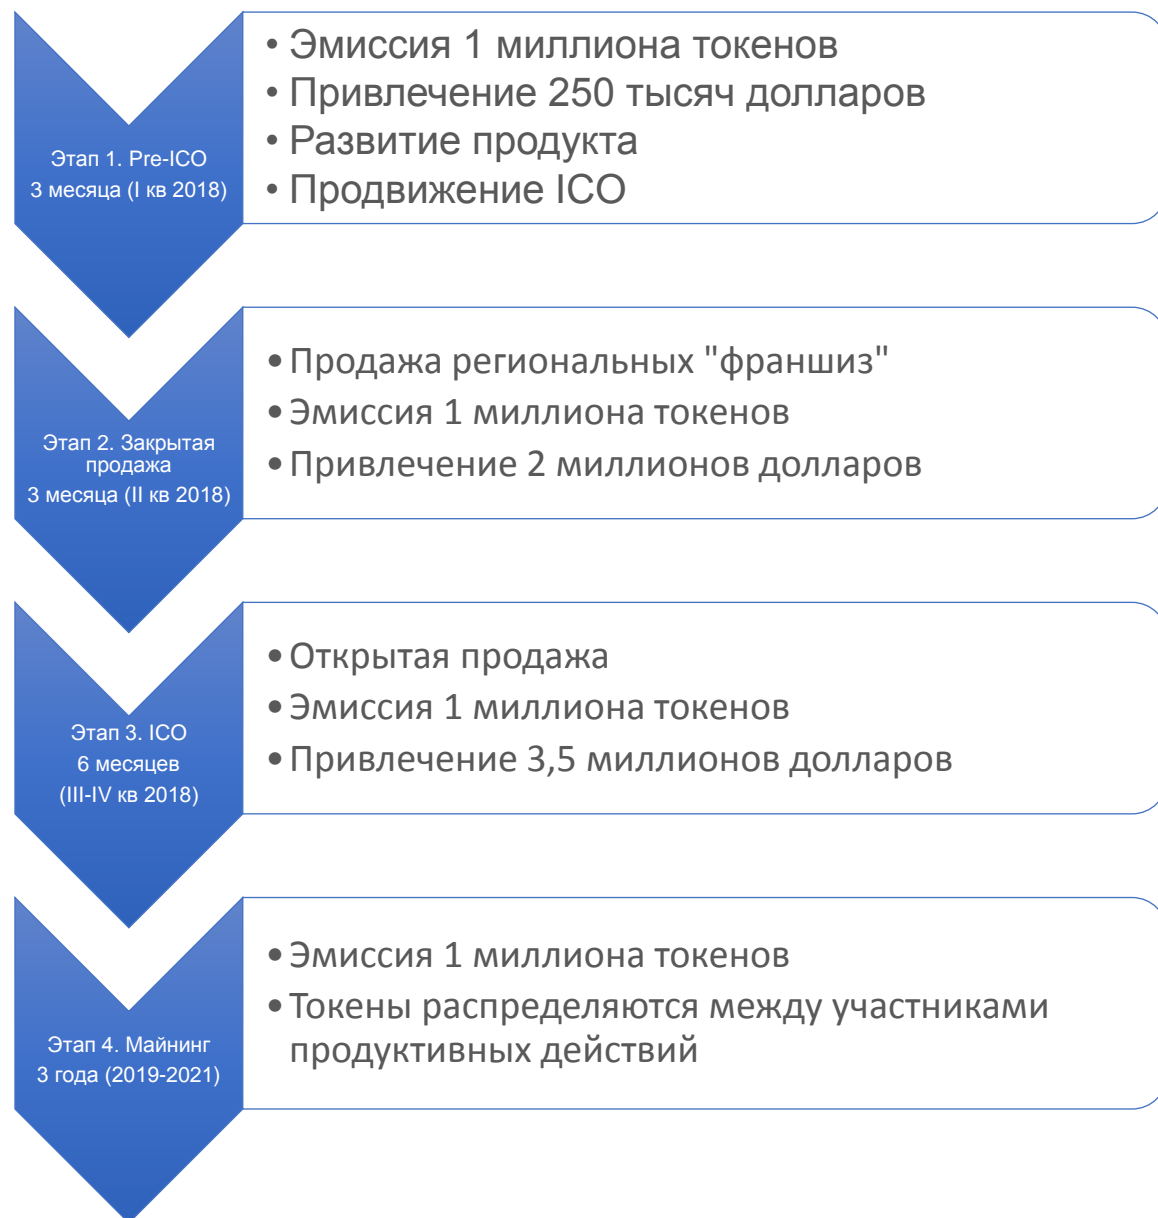 Этап 1. Pre-ICO
3 месяца (I кв 2018)
• Эмиссия 1 миллиона токенов
• Привлечение 250 тысяч долларов
• Развитие продукта
• Продвижение ICO
Этап 2. Закрытая
продажа
3 месяца (II кв 2018)
• Продажа региональных "франшиз"
• Эмиссия 1 миллиона токенов
• Привлечение 2 миллионов долларов
Этап 3. ICO
6 месяцев
(III-IV кв 2018)
• Открытая продажа
• Эмиссия 1 миллиона токенов
• Привлечение 3,5 миллионов долларов
Этап 4. Майнинг
3 года (2019-2021)
• Эмиссия 1 миллиона токенов
• Токены распределяются между участниками
продуктивных действий